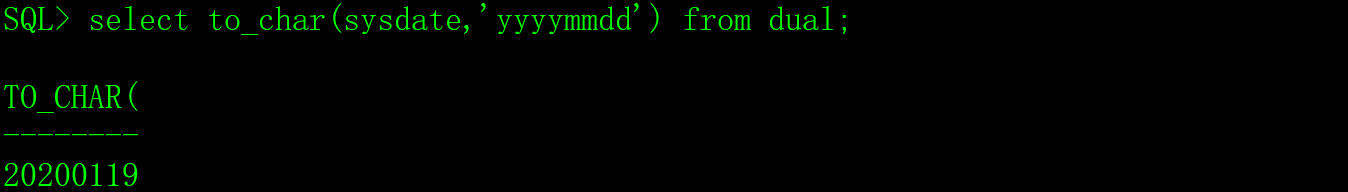 SQL> select to_char(sysdate,'yyyymmdd') from dual;
TO_CHAR(
--------
20200119